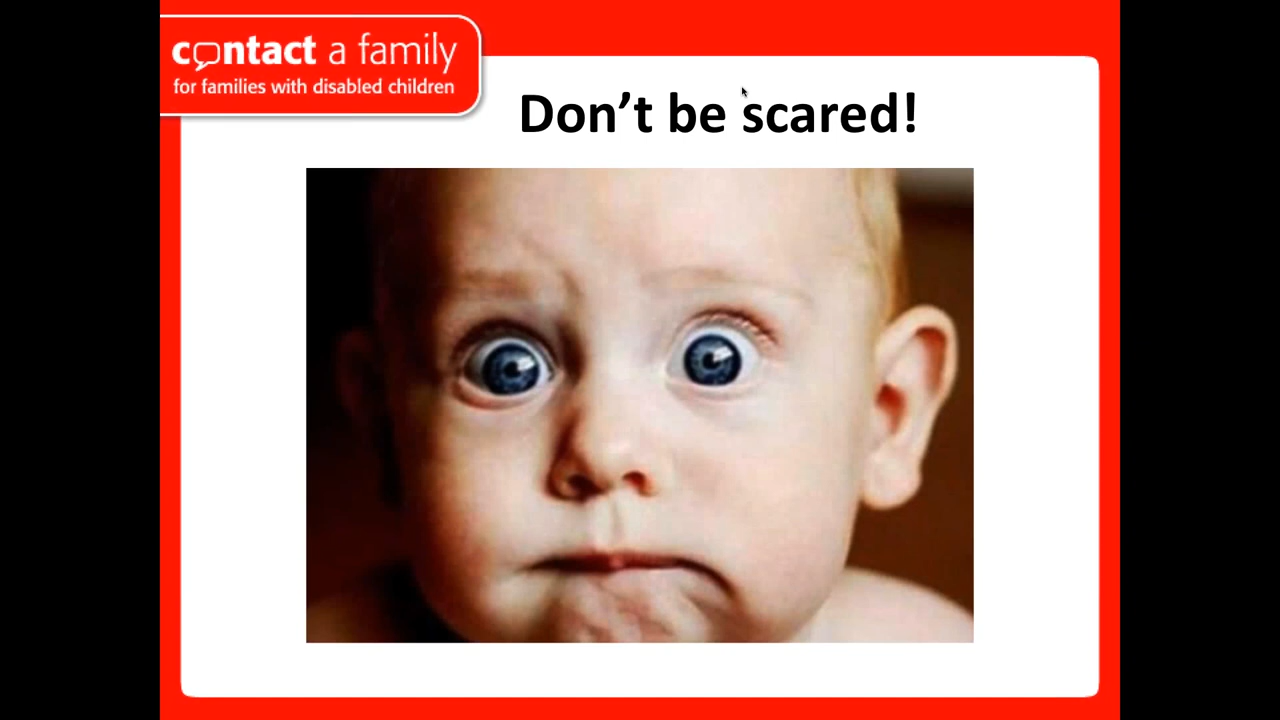 contact a family
for families with disabled children
Don't be scared!